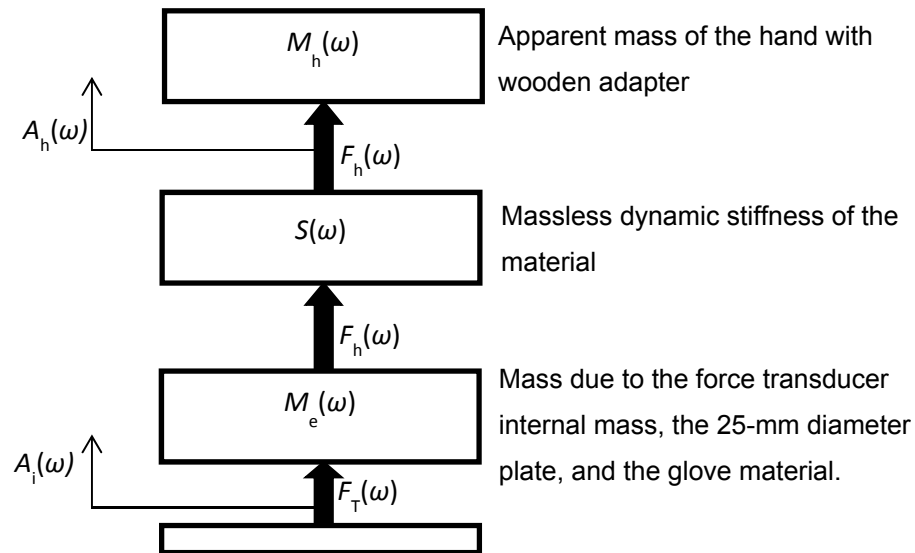 M_h(ω)
Apparent mass of the hand with
wooden adapter
A_h(ω)
F_h(ω)
S(ω)
Massless dynamic stiffness of the
material
F_h(ω)
M_e(ω)
Mass due to the force transducer
internal mass, the 25-mm diameter
plate, and the glove material.
A_i(ω)
F_T(ω)